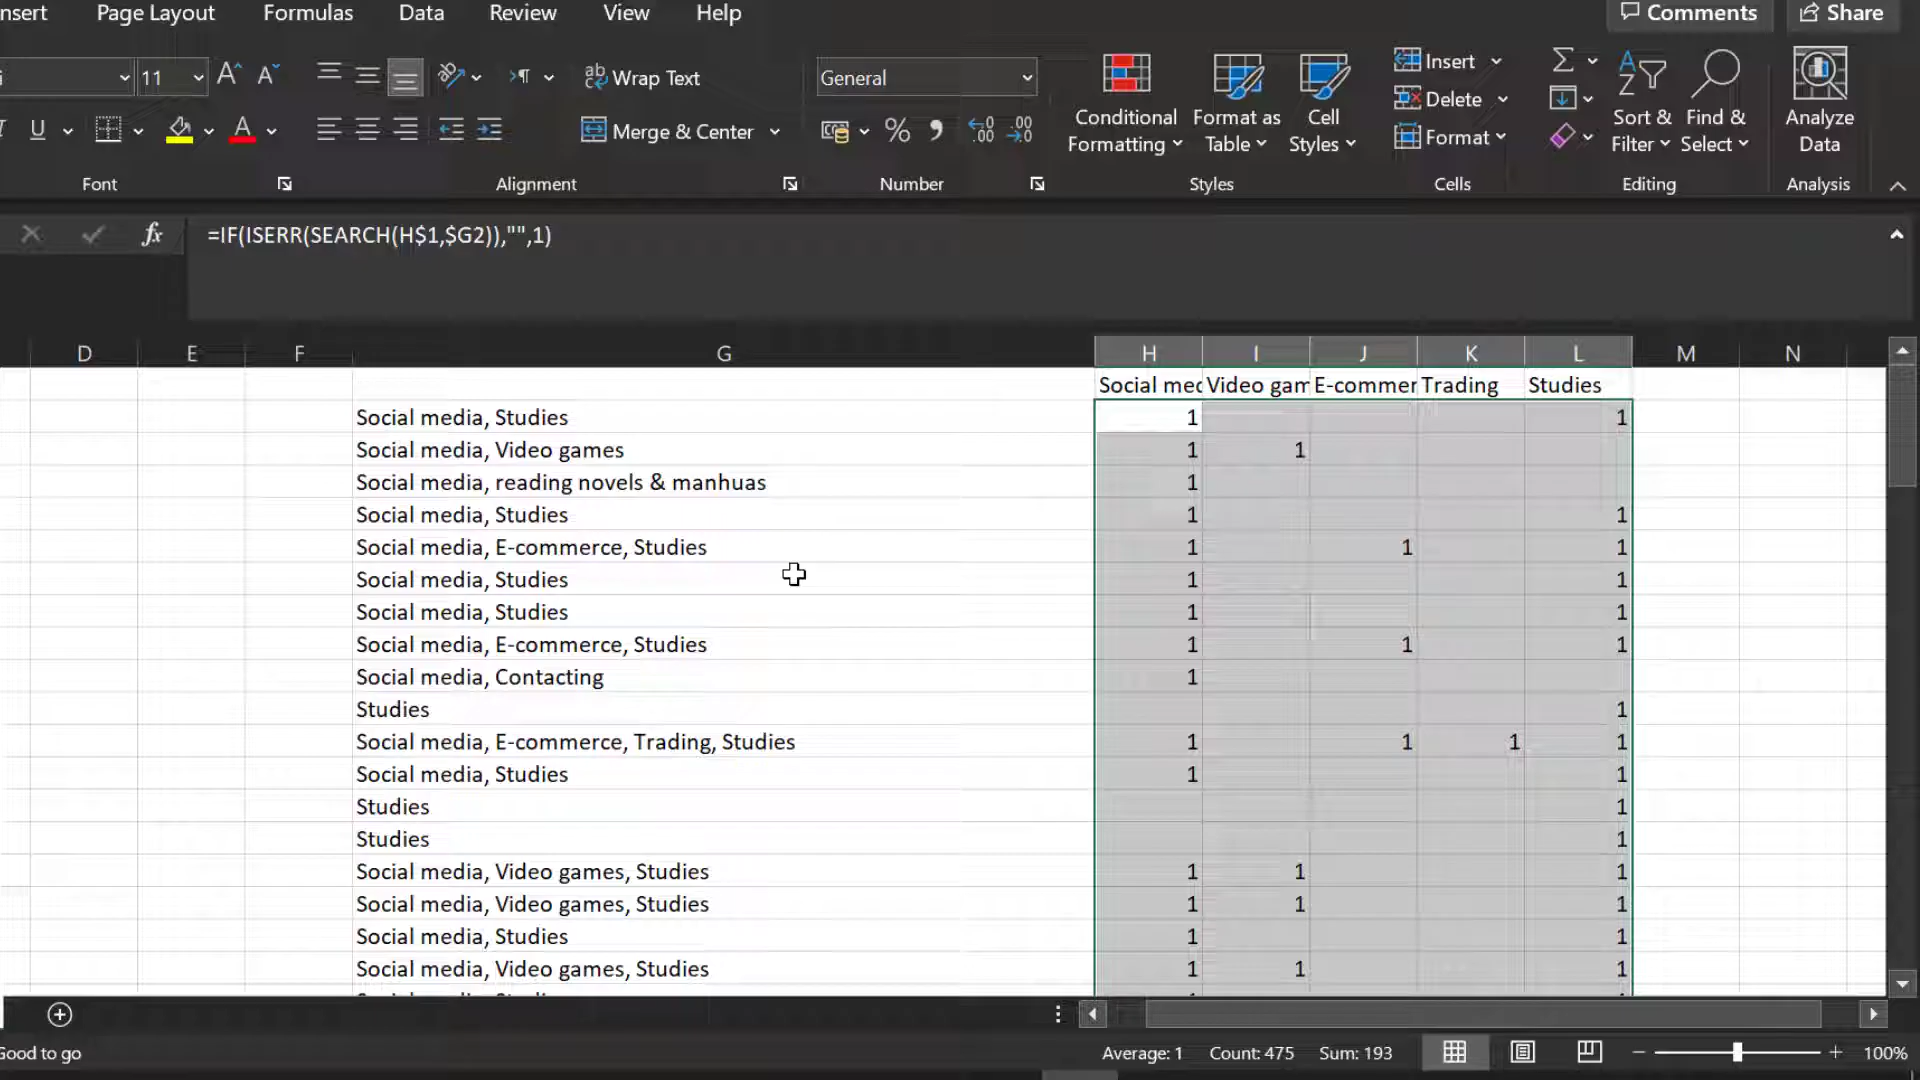 nsert Page Layout Formulas Data Review View Help Comments Share
11 A A ab Wrap Text General Insert Σ
Conditional Formatting Format as Table Cell Styles Delete Sort & Filter Find & Select Analyze Data
U A Merge & Center % Format
Font Alignment Number Styles Cells Editing Analysis
fx =IF(ISERR(SEARCH(H$1,$G2)),"",1)
D E F G H I J K L M N
Social med Video gam E-commer Trading Studies
Social media, Studies 1 1
Social media, Video games 1 1
Social media, reading novels & manhuas 1
Social media, Studies 1 1
Social media, E-commerce, Studies 1 1 1
Social media, Studies 1 1
Social media, Studies 1 1
Social media, E-commerce, Studies 1 1 1
Social media, Contacting 1
Studies 1
Social media, E-commerce, Trading, Studies 1 1 1 1
Social media, Studies 1 1
Studies 1
Studies 1
Social media, Video games, Studies 1 1 1
Social media, Video games, Studies 1 1 1
Social media, Studies 1 1
Social media, Video games, Studies 1 1 1
Good to go Average: 1 Count: 475 Sum: 193 100%